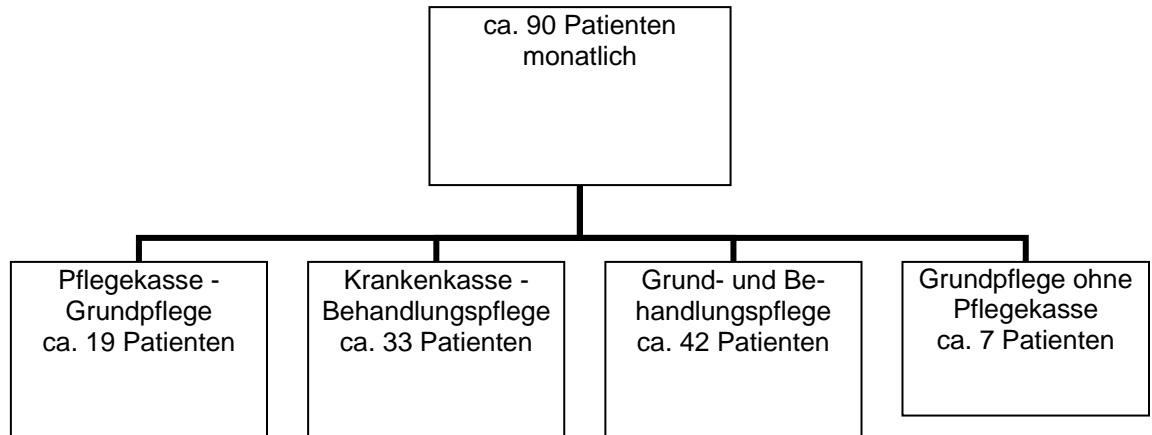 ca. 90 Patienten
monatlich
Pflegekasse -
Grundpflege
ca. 19 Patienten
Krankenkasse -
Behandlungspflege
ca. 33 Patienten
Grund- und Be-
handlungspflege
ca. 42 Patienten
Grundpflege ohne
Pflegekasse
ca. 7 Patienten